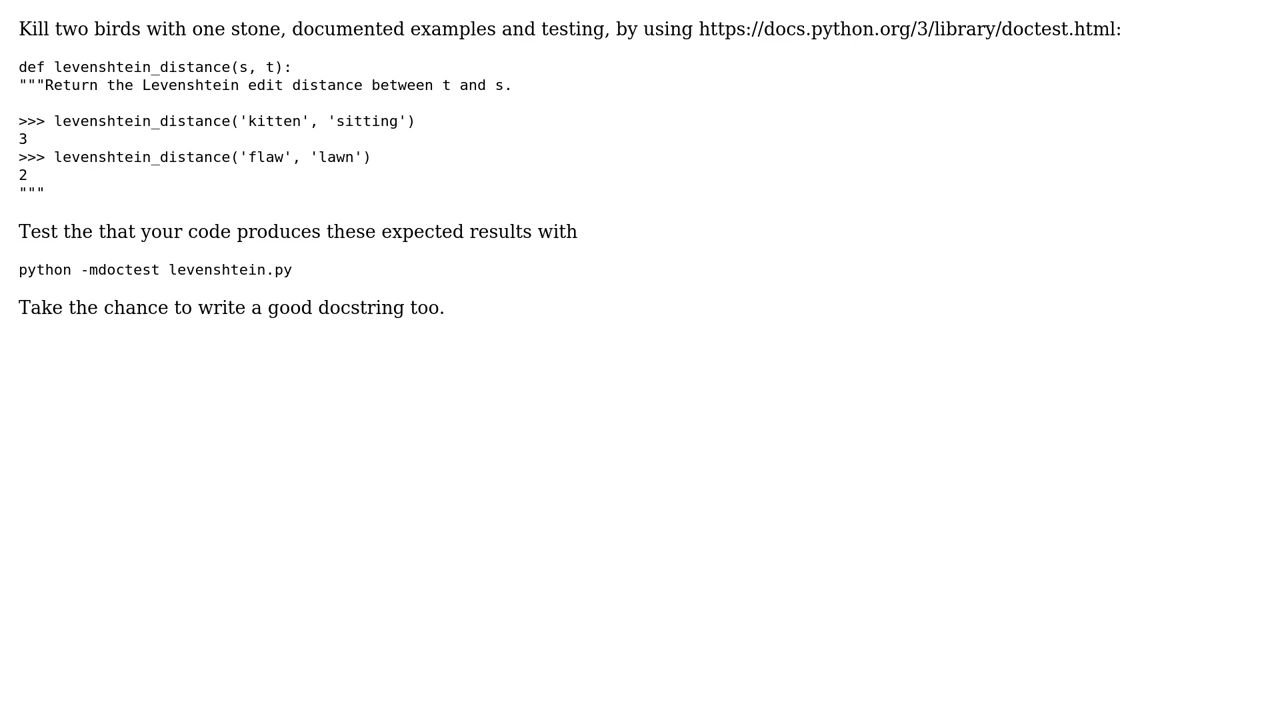 Kill two birds with one stone, documented examples and testing, by using https://docs.python.org/3/library/doctest.html:
def levenshtein_distance(s, t):
"""Return the Levenshtein edit distance between t and s.
>>> levenshtein_distance('kitten', 'sitting')
3
>>> levenshtein_distance('flaw', 'lawn')
2
"""
Test the that your code produces these expected results with
python -mdoctest levenshtein.py
Take the chance to write a good docstring too.